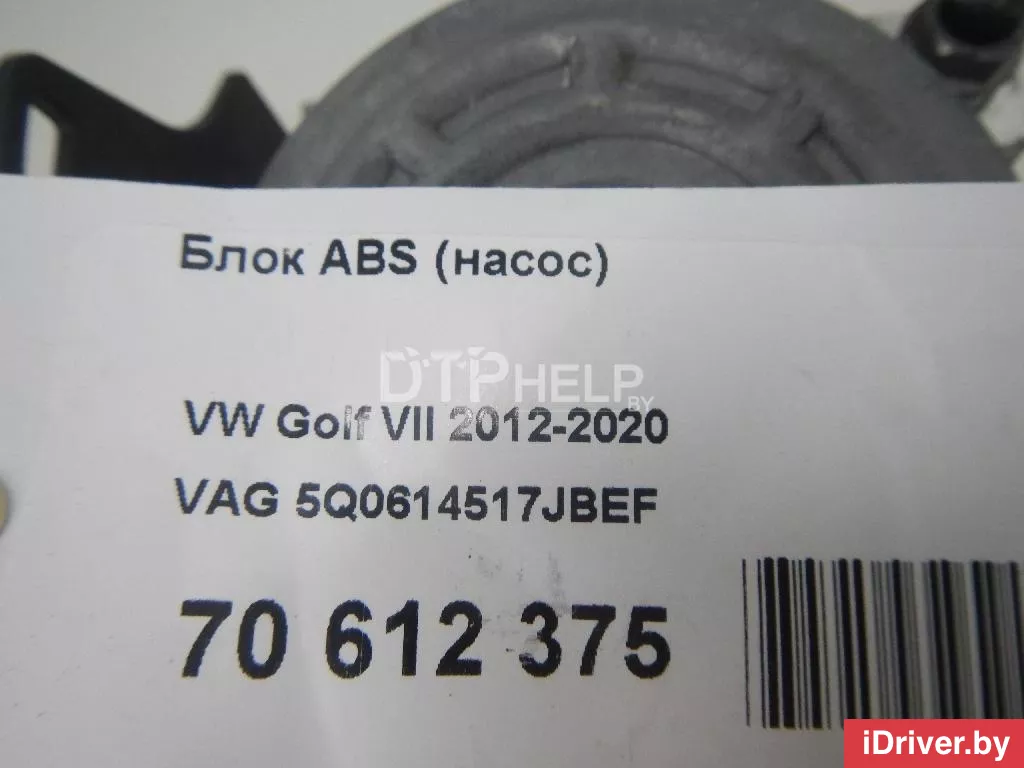 Блок ABS (насос)
DTPHELP
BY
VW Golf VII 2012-2020
VAG 5Q0614517JBEF
70 612 375
iDriver.by